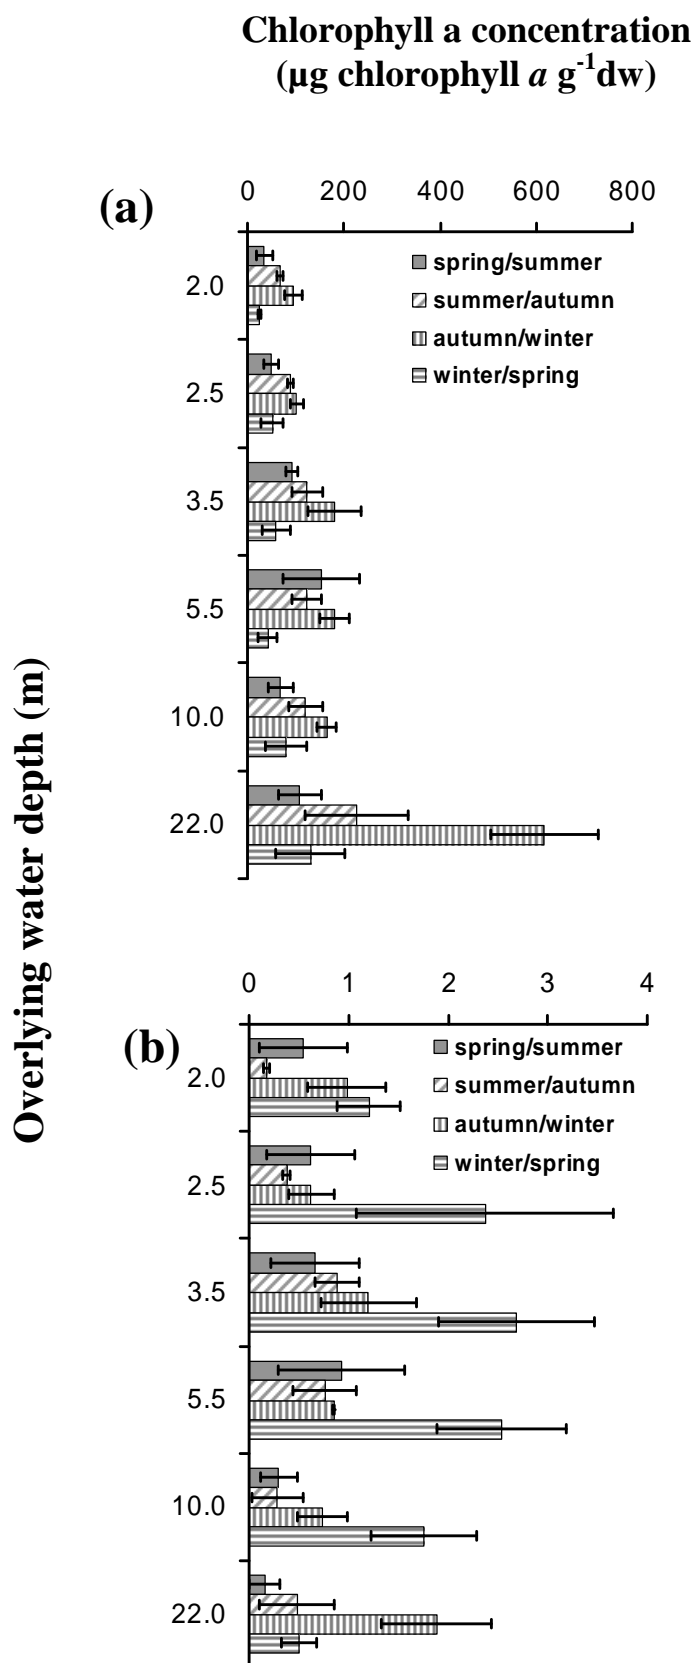 Chlorophyll a concentration
(µg chlorophyll a g-1dw)
(a)
0 200 400 600 800
spring/summer
summer/autumn
autumn/winter
winter/spring
2.0
2.5
3.5
5.5
10.0
22.0
Overlying water depth (m)
(b)
0 1 2 3 4
spring/summer
summer/autumn
autumn/winter
winter/spring
2.0
2.5
3.5
5.5
10.0
22.0